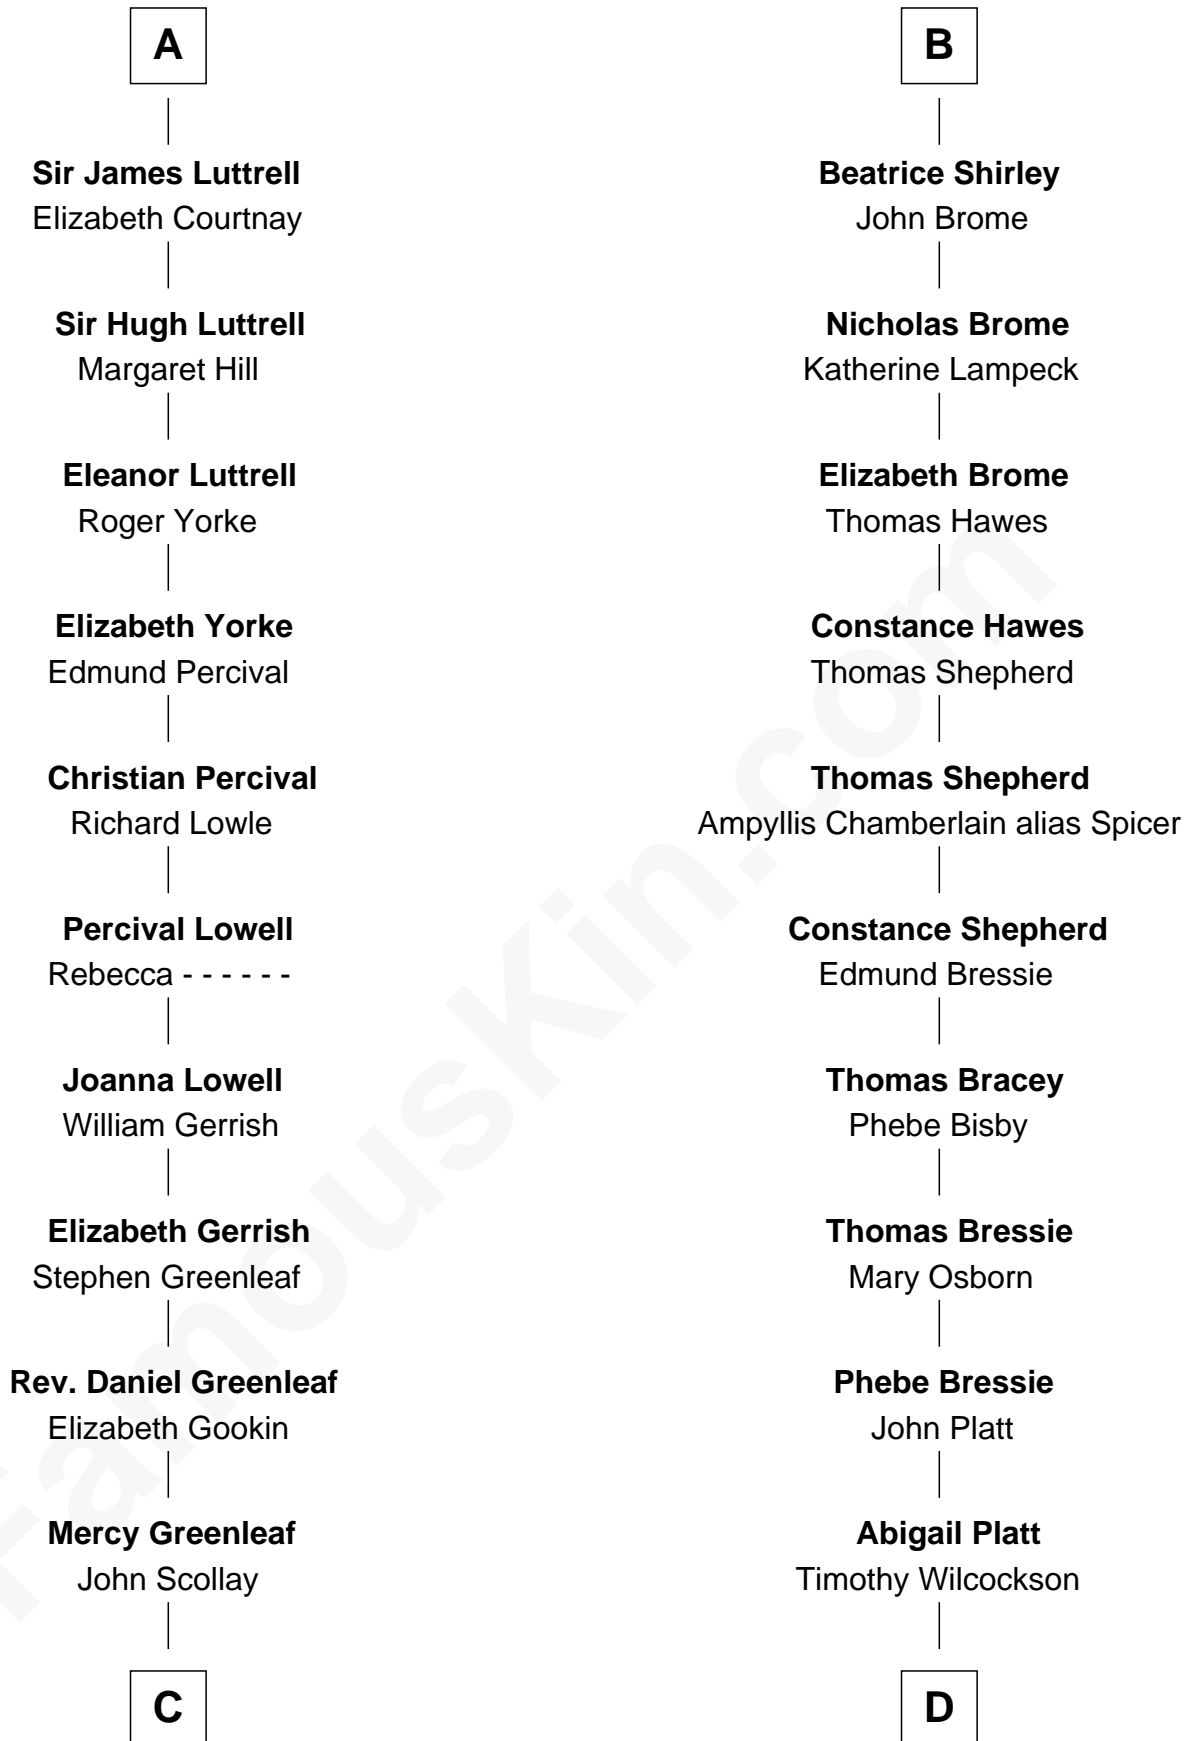 A
Sir James Luttrell
Elizabeth Courtnay
Sir Hugh Luttrell
Margaret Hill
Eleanor Luttrell
Roger Yorke
Elizabeth Yorke
Edmund Percival
Christian Percival
Richard Lowle
Percival Lowell
Rebecca - - - - - -
Joanna Lowell
William Gerrish
Elizabeth Gerrish
Stephen Greenleaf
Rev. Daniel Greenleaf
Elizabeth Gookin
Mercy Greenleaf
John Scollay
C
B
Beatrice Shirley
John Brome
Nicholas Brome
Katherine Lampeck
Elizabeth Brome
Thomas Hawes
Constance Hawes
Thomas Shepherd
Thomas Shepherd
Ampyllis Chamberlain alias Spicer
Constance Shepherd
Edmund Bressie
Thomas Bracey
Phebe Bisby
Thomas Bressie
Mary Osborn
Phebe Bressie
John Platt
Abigail Platt
Timothy Wilcockson
D
FamousKin.com